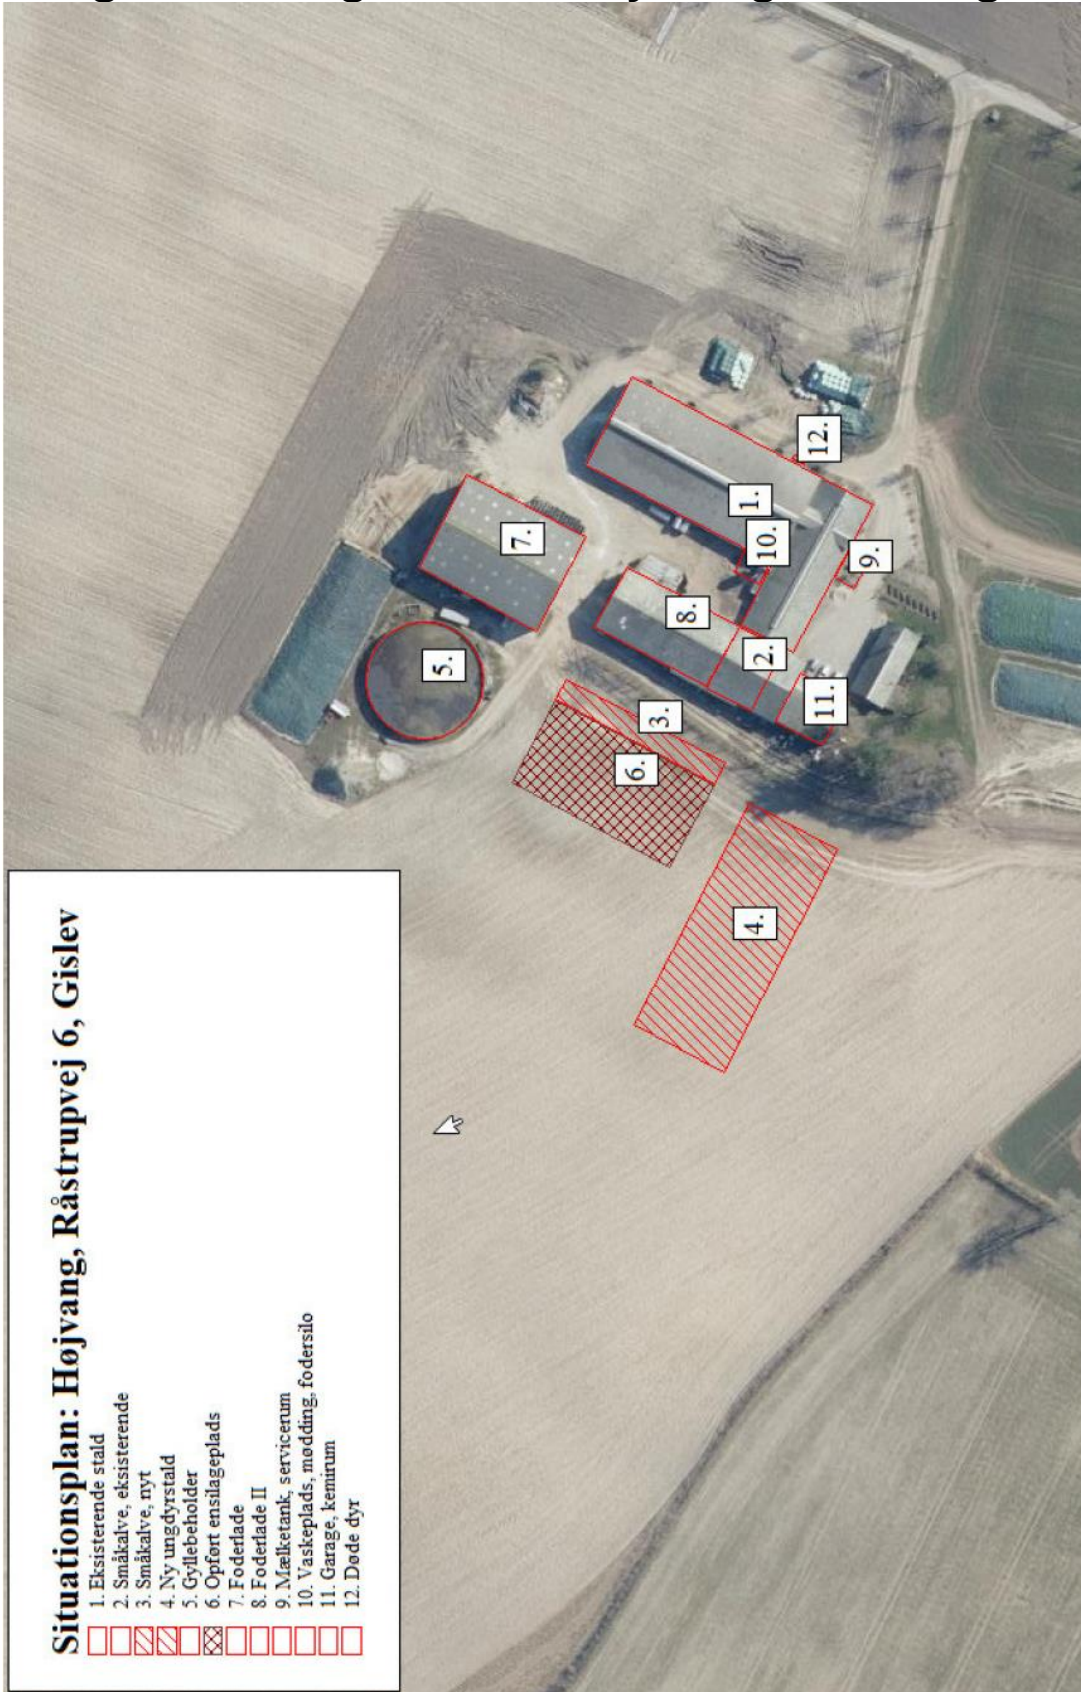 Situationsplan: Højvang, Råstrupvej 6, Gislev
1. Eksisterende stald
2. Småkalve, eksisterende
3. Småkalve, nyt
4. Ny ungdyrstald
5. Gyllebeholder
6. Opført ensilageplads
7. Foderlade
8. Foderlade II
9. Mælketank, servicerum
10. Vaskeplads, mødding, fodersilo
11. Garage, kemirum
12. Døde dyr
5.
7.
6.
3.
8.
10.
1.
12.
4.
2.
11.
9.